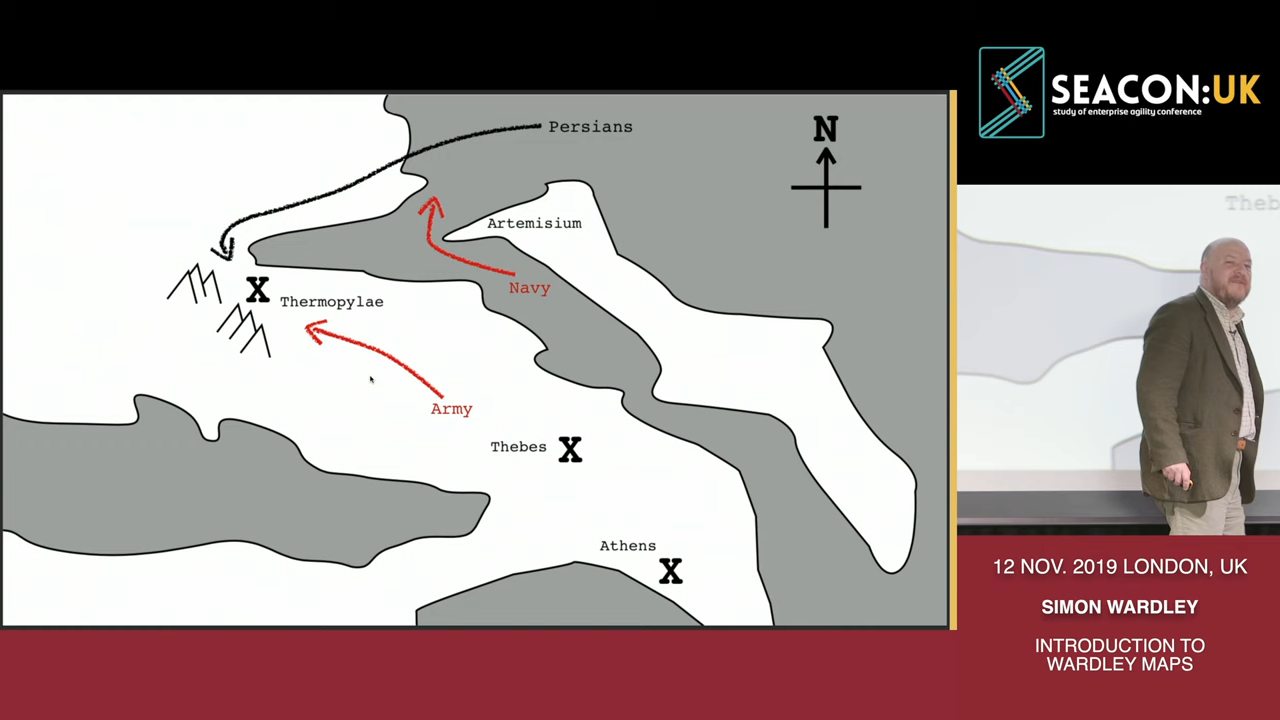 Persians
N
Artemisium
Navy
X
Thermopylae
Army
Thebes X
Athens
X
SEACON:UK
study of enterprise agility conference
Theb
12 NOV. 2019 LONDON, UK
SIMON WARDLEY
INTRODUCTION TO
WARDLEY MAPS